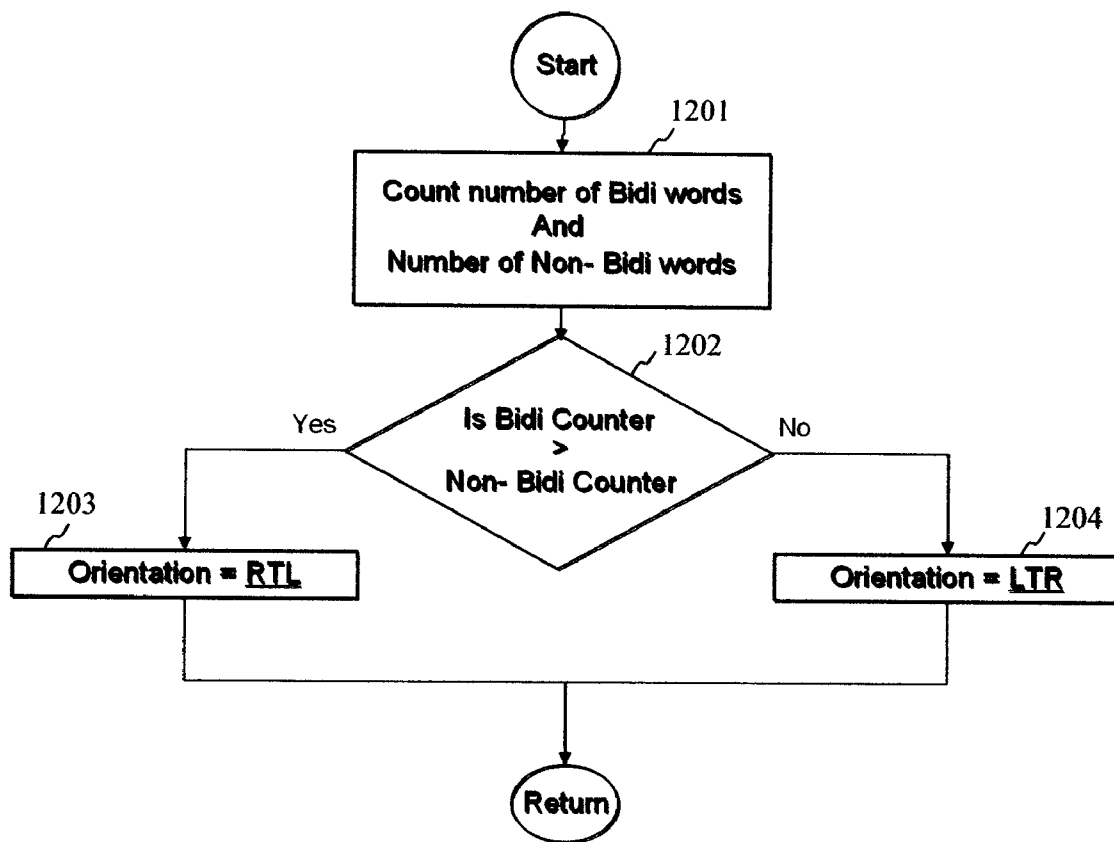 Start
1201
Count number of Bidi words
And
Number of Non- Bidi words
1202
Is Bidi Counter
>
Non- Bidi Counter
Yes
No
1203
Orientation = RTL
1204
Orientation = LTR
Return